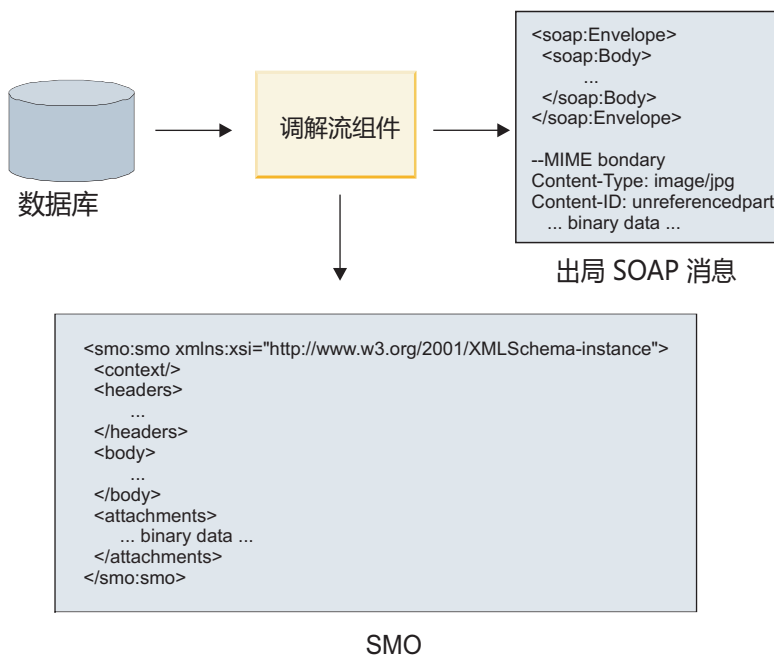 数据库
调解流组件
<soap:Envelope>
<soap:Body>
...
</soap:Body>
</soap:Envelope>
--MIME bondary
Content-Type: image/jpg
Content-ID: unreferencedpart
... binary data ...
出局 SOAP 消息
<smo:smo xmlns:xsi="http://www.w3.org/2001/XMLSchema-instance">
<context/>
<headers>
...
</headers>
<body>
...
</body>
<attachments>
... binary data ...
</attachments>
</smo:smo>
SMO